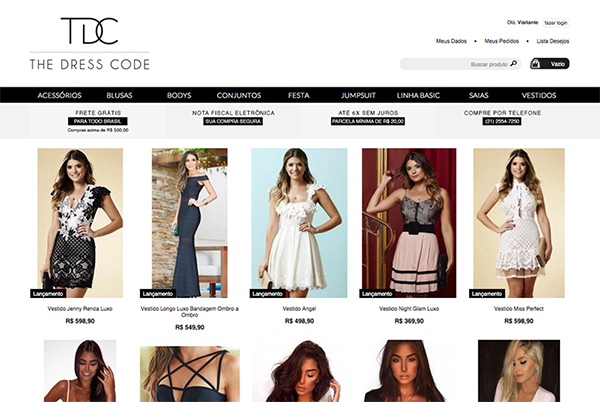 TDC
THE DRESS CODE
Olá, Visitante fazer login
Meus Dados • Meus Pedidos • Lista Desejos
Buscar produto
Vazio
ACESSÓRIOS BLUSAS BODYS CONJUNTOS FESTA JUMPSUIT LINHA BASIC SAIAS VESTIDOS
FRETE GRÁTIS
PARA TODO BRASIL
Compras acima de R$ 500,00
NOTA FISCAL ELETRÔNICA
SUA COMPRA SEGURA
ATÉ 6X SEM JUROS
PARCELA MÍNIMA DE R$ 20,00
COMPRE POR TELEFONE
(21) 2554-7250
Lançamento Lançamento Lançamento Lançamento Lançamento
Vestido Jenny Renda Luxo
R$ 598,90
Vestido Longo Luxo Bandagem Ombro a
Ombro
R$ 549,90
Vestido Angel
R$ 498,90
Vestido Night Glam Luxo
R$ 369,90
Vestido Miss Perfect
R$ 598,90